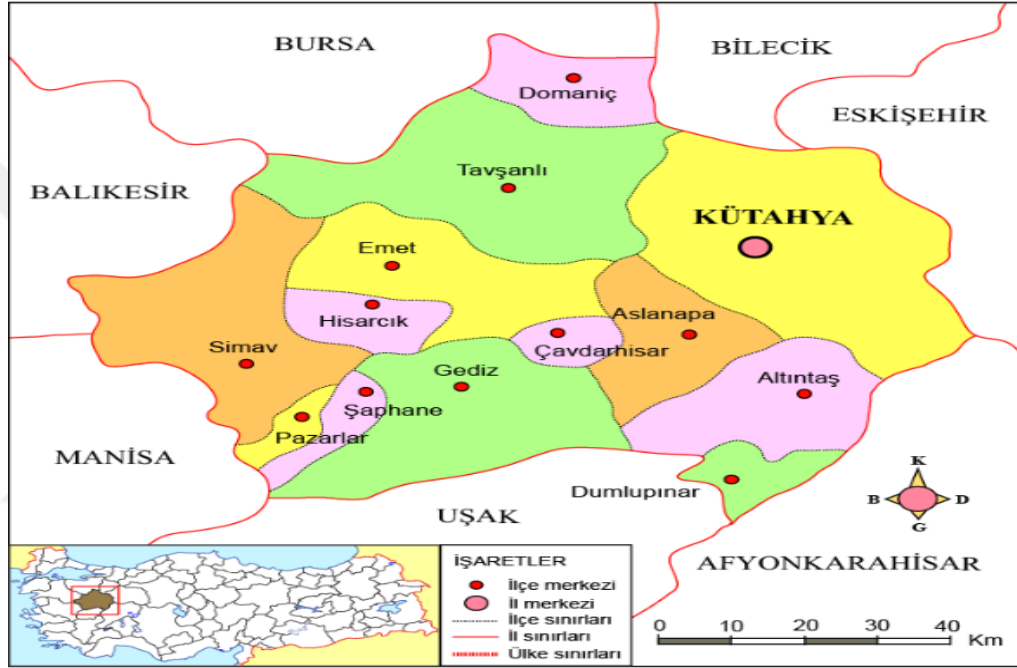 BURSA
BİLECİK
Domaniç
ESKİŞEHİR
Tavşanlı
BALIKESİR
KÜTAHYA
Emet
Hisarcık
Aslanapa
Simav
Çavdarhisar
Gediz
Altıntaş
Şaphane
Pazarlar
MANİSA
Dumlupınar
K
B
D
G
UŞAK
AFYONKARAHİSAR
İŞARETLER
İlçe merkezi
İl merkezi
İlçe sınırları
İl sınırları
Ülke sınırları
0 10 20 30 40 Km